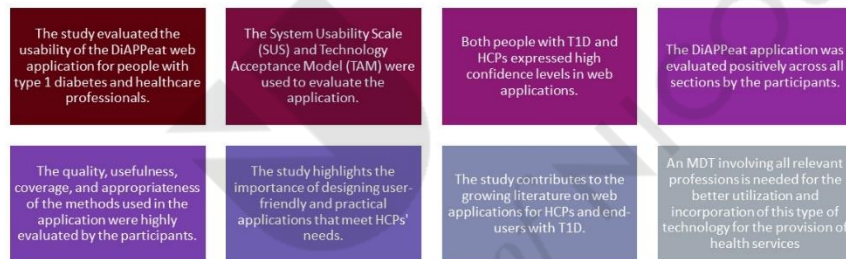 The study evaluated the
usability of the DiAPPeat web
application for people with
type 1 diabetes and healthcare
professionals.
The System Usability Scale
(SUS) and Technology
Acceptance Model (TAM) were
used to evaluate the
application.
Both people with T1D and
HCPs expressed high
confidence levels in web
applications.
The DiAPPeat application was
evaluated positively across all
sections by the participants.
The quality, usefulness,
coverage, and appropriateness
of the methods used in the
application were highly
evaluated by the participants.
The study highlights the
importance of designing user-
friendly and practical
applications that meet HCPs'
needs.
The study contributes to the
growing literature on web
applications for HCPs and end-
users with T1D.
An MDT involving all relevant
professions is needed for the
better utilization and
incorporation of this type of
technology for the provision of
health services